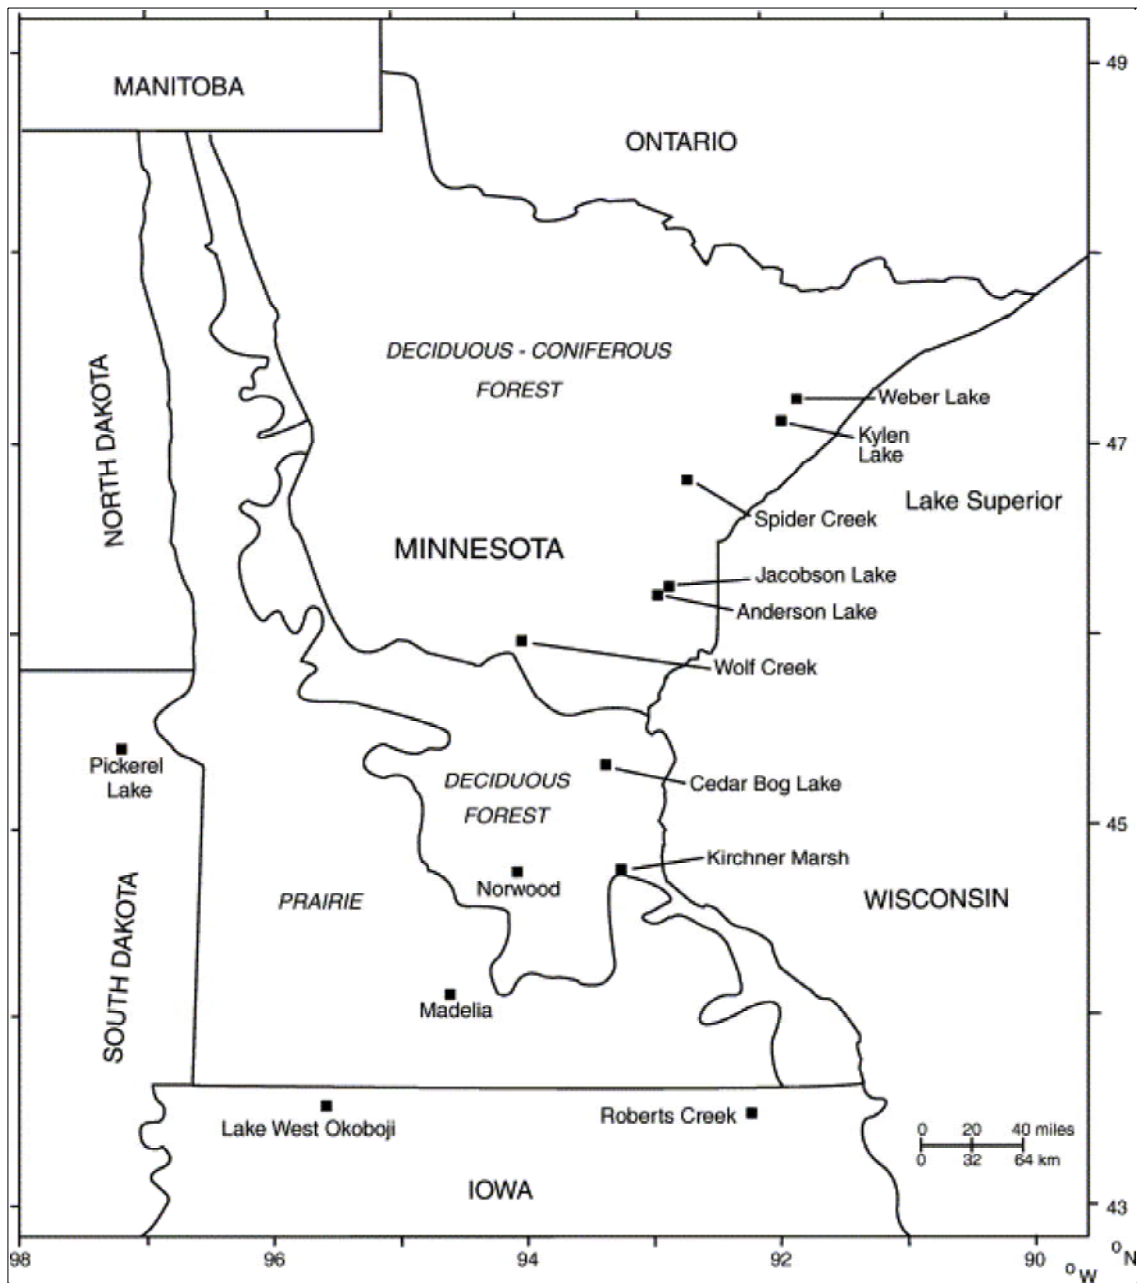 MANITOBA
49
ONTARIO
DECIDUOUS - CONIFEROUS
FOREST
NORTH DAKOTA
Weber Lake
Kylen
Lake
47
Lake Superior
Spider Creek
MINNESOTA
Jacobson Lake
Anderson Lake
Wolf Creek
Pickerel
Lake
DECIDUOUS
FOREST
Cedar Bog Lake
45
Kirchner Marsh
Norwood
PRAIRIE
WISCONSIN
SOUTH DAKOTA
Madelia
Lake West Okoboji
Roberts Creek
0 20 40 miles
0 32 64 km
IOWA
43
98 96 94 92 90
°W
°N